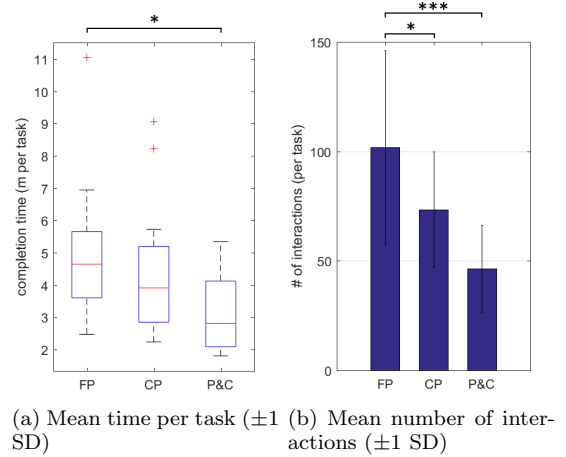 *
11
10
9
8
7
6
5
4
3
2
completion time (m per task)
FP CP P&C
***
*
150
100
50
0
# of interactions (per task)
FP CP P&C
(a) Mean time per task (±1
SD)
(b) Mean number of inter-
actions (±1 SD)